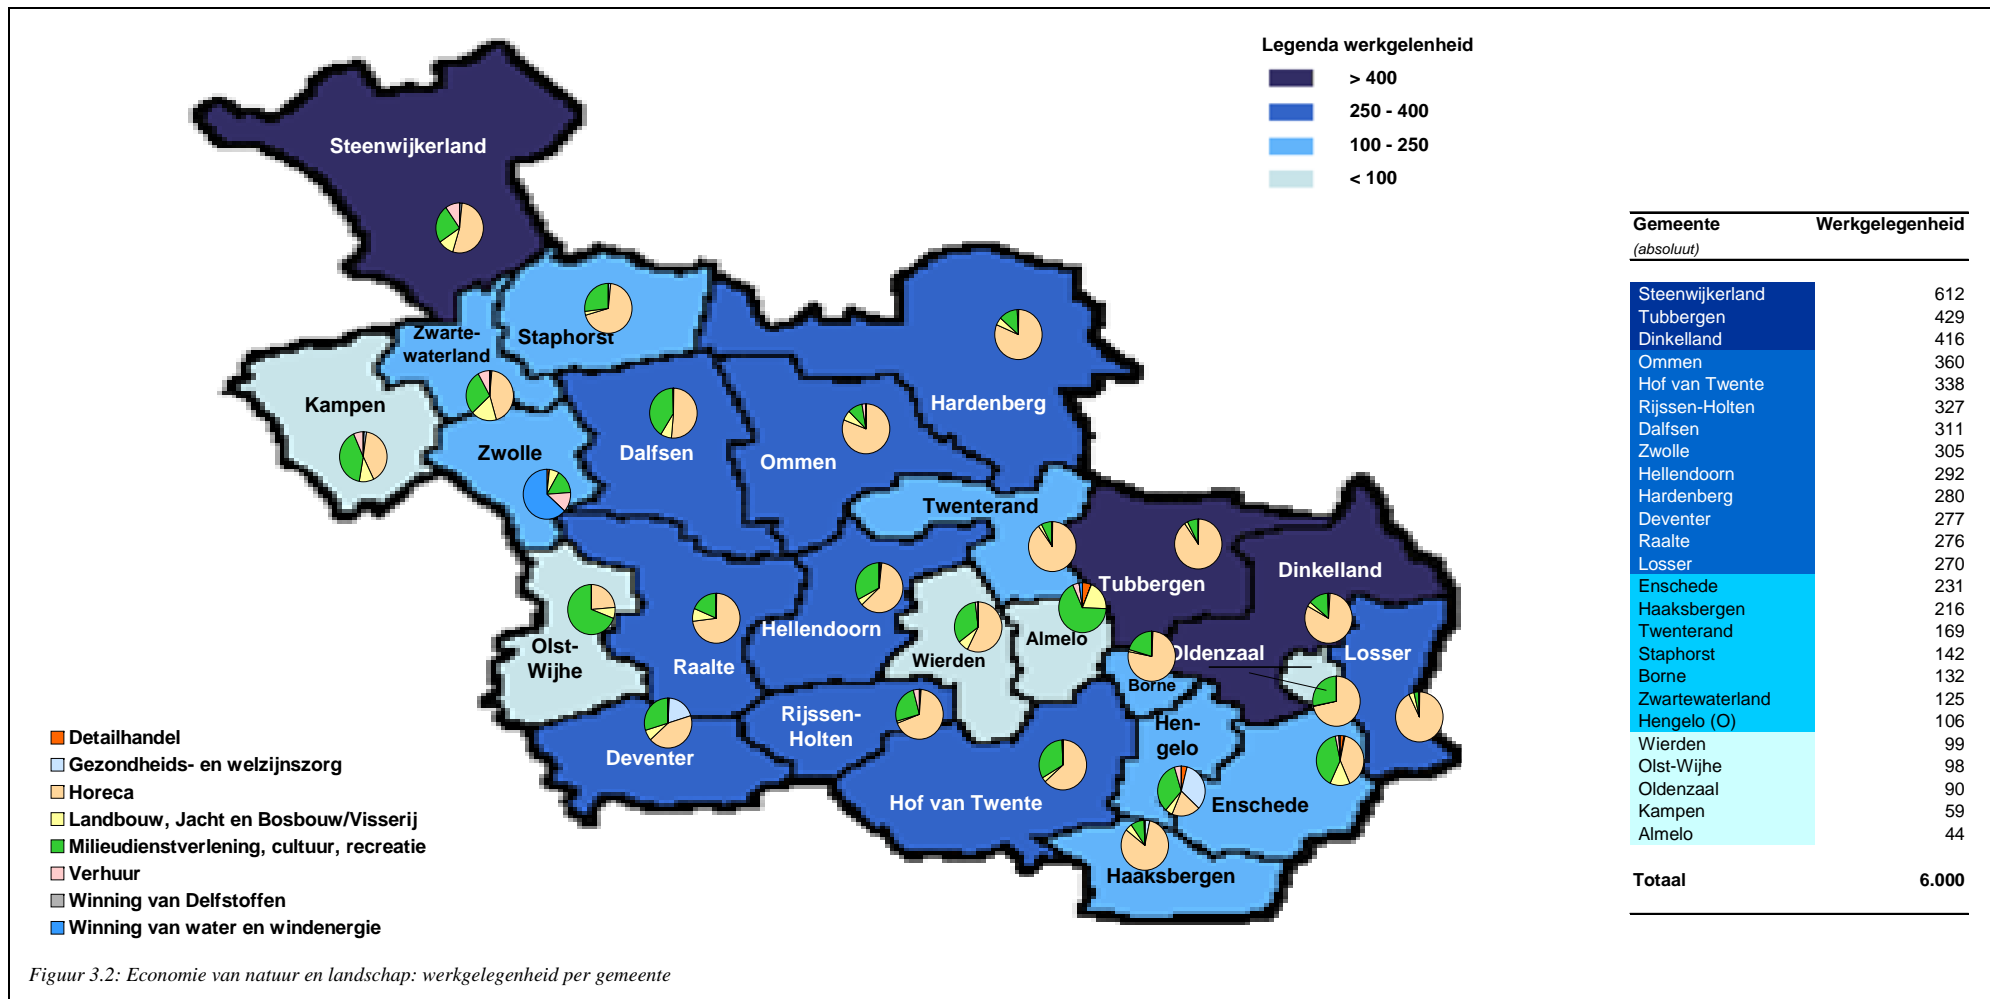 Legenda werkgelenheid
> 400
250 - 400
100 - 250
< 100
Steenwijkerland
Zwarte-
waterland
Staphorst
Kampen
Hardenberg
Zwolle
Dalfsen
Ommen
Twenterand
Tubbergen
Dinkelland
Olst-
Wijhe
Raalte
Hellendoorn
Wierden
Almelo
Oldenzaal
Losser
Borne
Deventer
Rijssen-
Holten
Hen-
gelo
Hof van Twente
Enschede
Haaksbergen
Detailhandel
Gezondheids- en welzijnszorg
Horeca
Landbouw, Jacht en Bosbouw/Visserij
Milieudienstverlening, cultuur, recreatie
Verhuur
Winning van Delfstoffen
Winning van water en windenergie
Gemeente Werkgelegenheid
(absoluut)
Steenwijkerland 612
Tubbergen 429
Dinkelland 416
Ommen 360
Hof van Twente 338
Rijssen-Holten 327
Dalfsen 311
Zwolle 305
Hellendoorn 292
Hardenberg 280
Deventer 277
Raalte 276
Losser 270
Enschede 231
Haaksbergen 216
Twenterand 169
Staphorst 142
Borne 132
Zwartewaterland 125
Hengelo (O) 106
Wierden 99
Olst-Wijhe 98
Oldenzaal 90
Kampen 59
Almelo 44
Totaal 6.000
Figuur 3.2: Economie van natuur en landschap: werkgelegenheid per gemeente